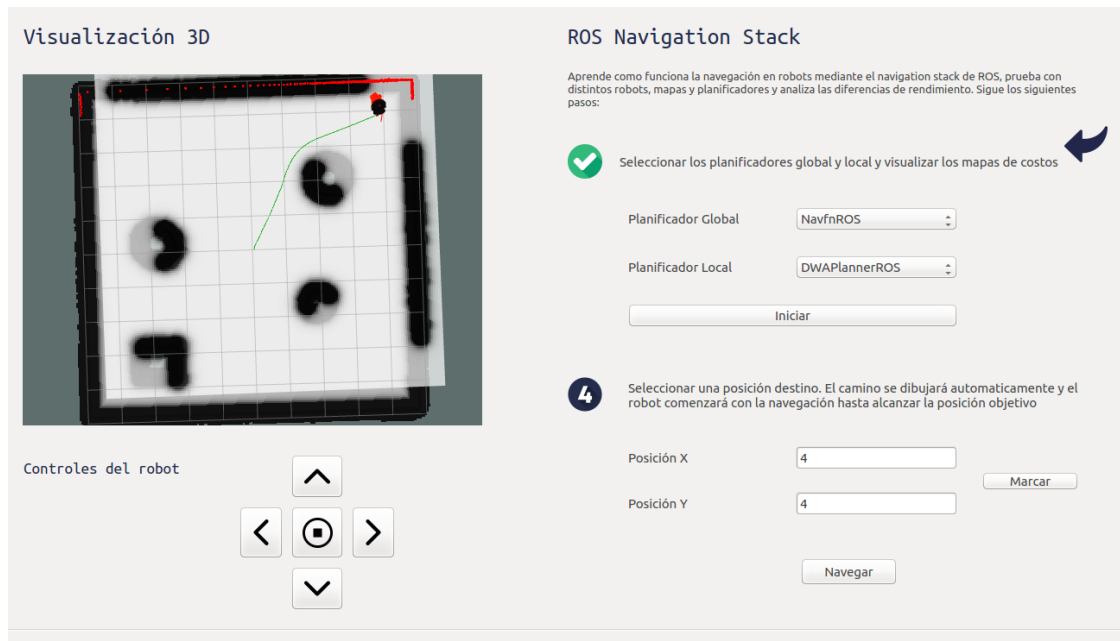 Visualización 3D
ROS Navigation Stack
Aprende como funciona la navegación en robots mediante el navigation stack de ROS, prueba con
distintos robots, mapas y planificadores y analiza las diferencias de rendimiento. Sigue los siguientes
pasos:
Seleccionar los planificadores global y local y visualizar los mapas de costos
Planificador Global
NavfnROS
Planificador Local
DWAPlannerROS
Iniciar
4
Seleccionar una posición destino. El camino se dibujará automaticamente y el
robot comenzará con la navegación hasta alcanzar la posición objetivo
Controles del robot
Posición X
4
Marcar
Posición Y
4
Navegar